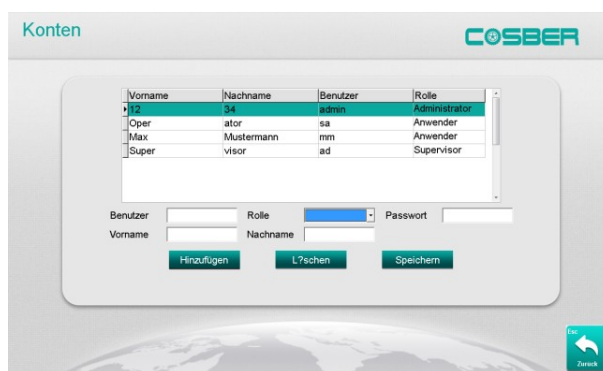 Konten
COSBER
Vorname Nachname Benutzer Rolle
12 34 admin Administrator
Oper ator sa Anwender
Max Mustermann mm Anwender
Super visor ad Supervisor
Benutzer Rolle Passwort
Vorname Nachname
Hinzufügen L?schen Speichern
Esc
Zurück